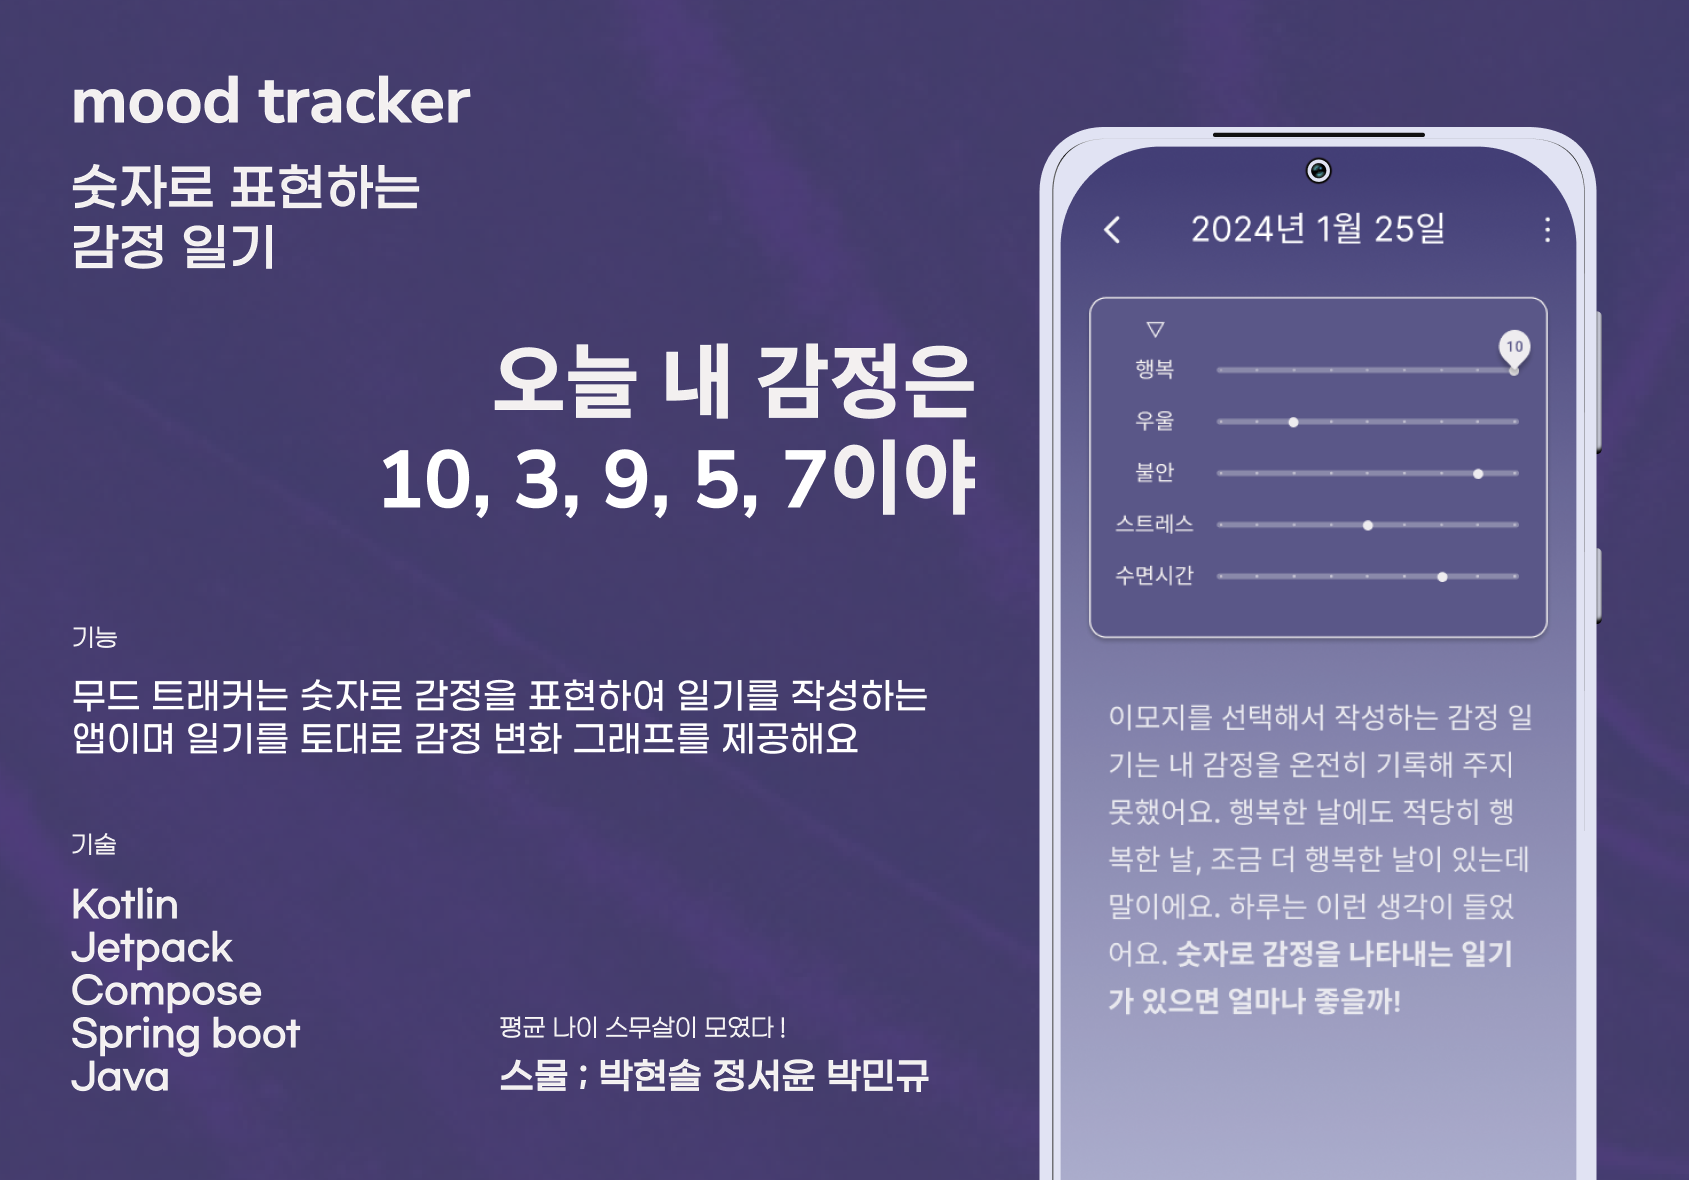 mood tracker
숫자로 표현하는
감정 일기
오늘 내 감정은
10, 3, 9, 5, 7이야
기능
무드 트래커는 숫자로 감정을 표현하여 일기를 작성하는
앱이며 일기를 토대로 감정 변화 그래프를 제공해요
기술
Kotlin
Jetpack
Compose
Spring boot
Java
평균 나이 스무살이 모였다 !
스물 ; 박현솔 정서윤 박민규
2024년 1월 25일
10
행복
우울
불안
스트레스
수면시간
이모지를 선택해서 작성하는 감정 일
기는 내 감정을 온전히 기록해 주지
못했어요. 행복한 날에도 적당히 행
복한 날, 조금 더 행복한 날이 있는데
말이에요. 하루는 이런 생각이 들었
어요. 숫자로 감정을 나타내는 일기
가 있으면 얼마나 좋을까!